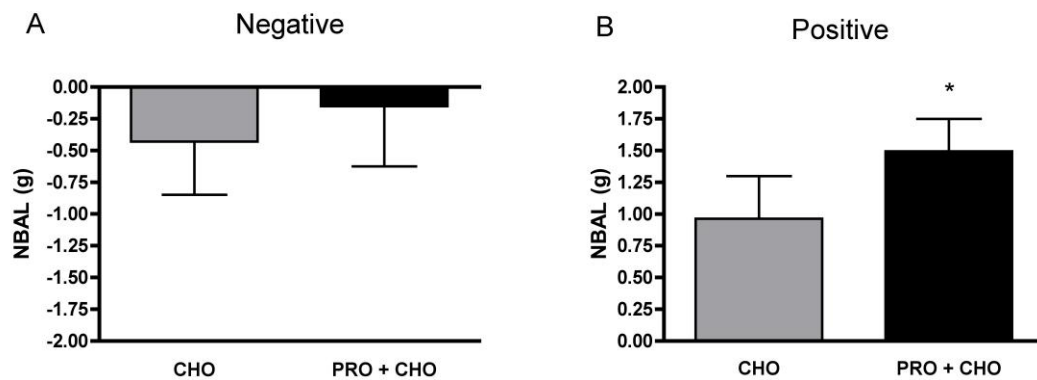 A
Negative
NBAL (g)
0.00
-0.25
-0.50
-0.75
-1.00
-1.25
-1.50
-1.75
-2.00
CHO
PRO + CHO
B
Positive
NBAL (g)
2.00
1.75
1.50
1.25
1.00
0.75
0.50
0.25
0.00
*
CHO
PRO + CHO